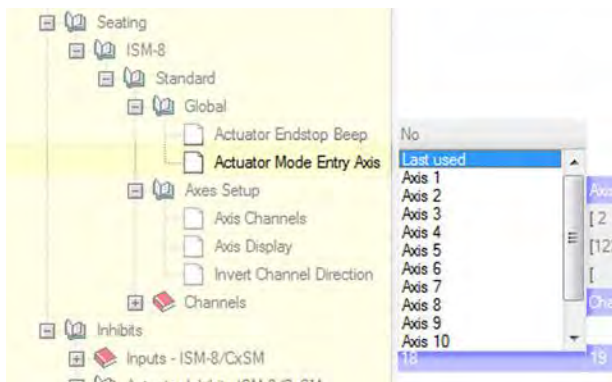 Seating
ISM-8
Standard
Global
Actuator Endstop Beep No
Actuator Mode Entry Axis Last used
Axis 1
Axis 2
Axis 3
Axis 4
Axis 5
Axis 6
Axis 7
Axis 8
Axis 9
Axis 10
Axes Setup
Axis Channels [ 2
Axis Display [12
Invert Channel Direction [
Channels
Inhibits
Inputs - ISM-8/CxSM 18 19